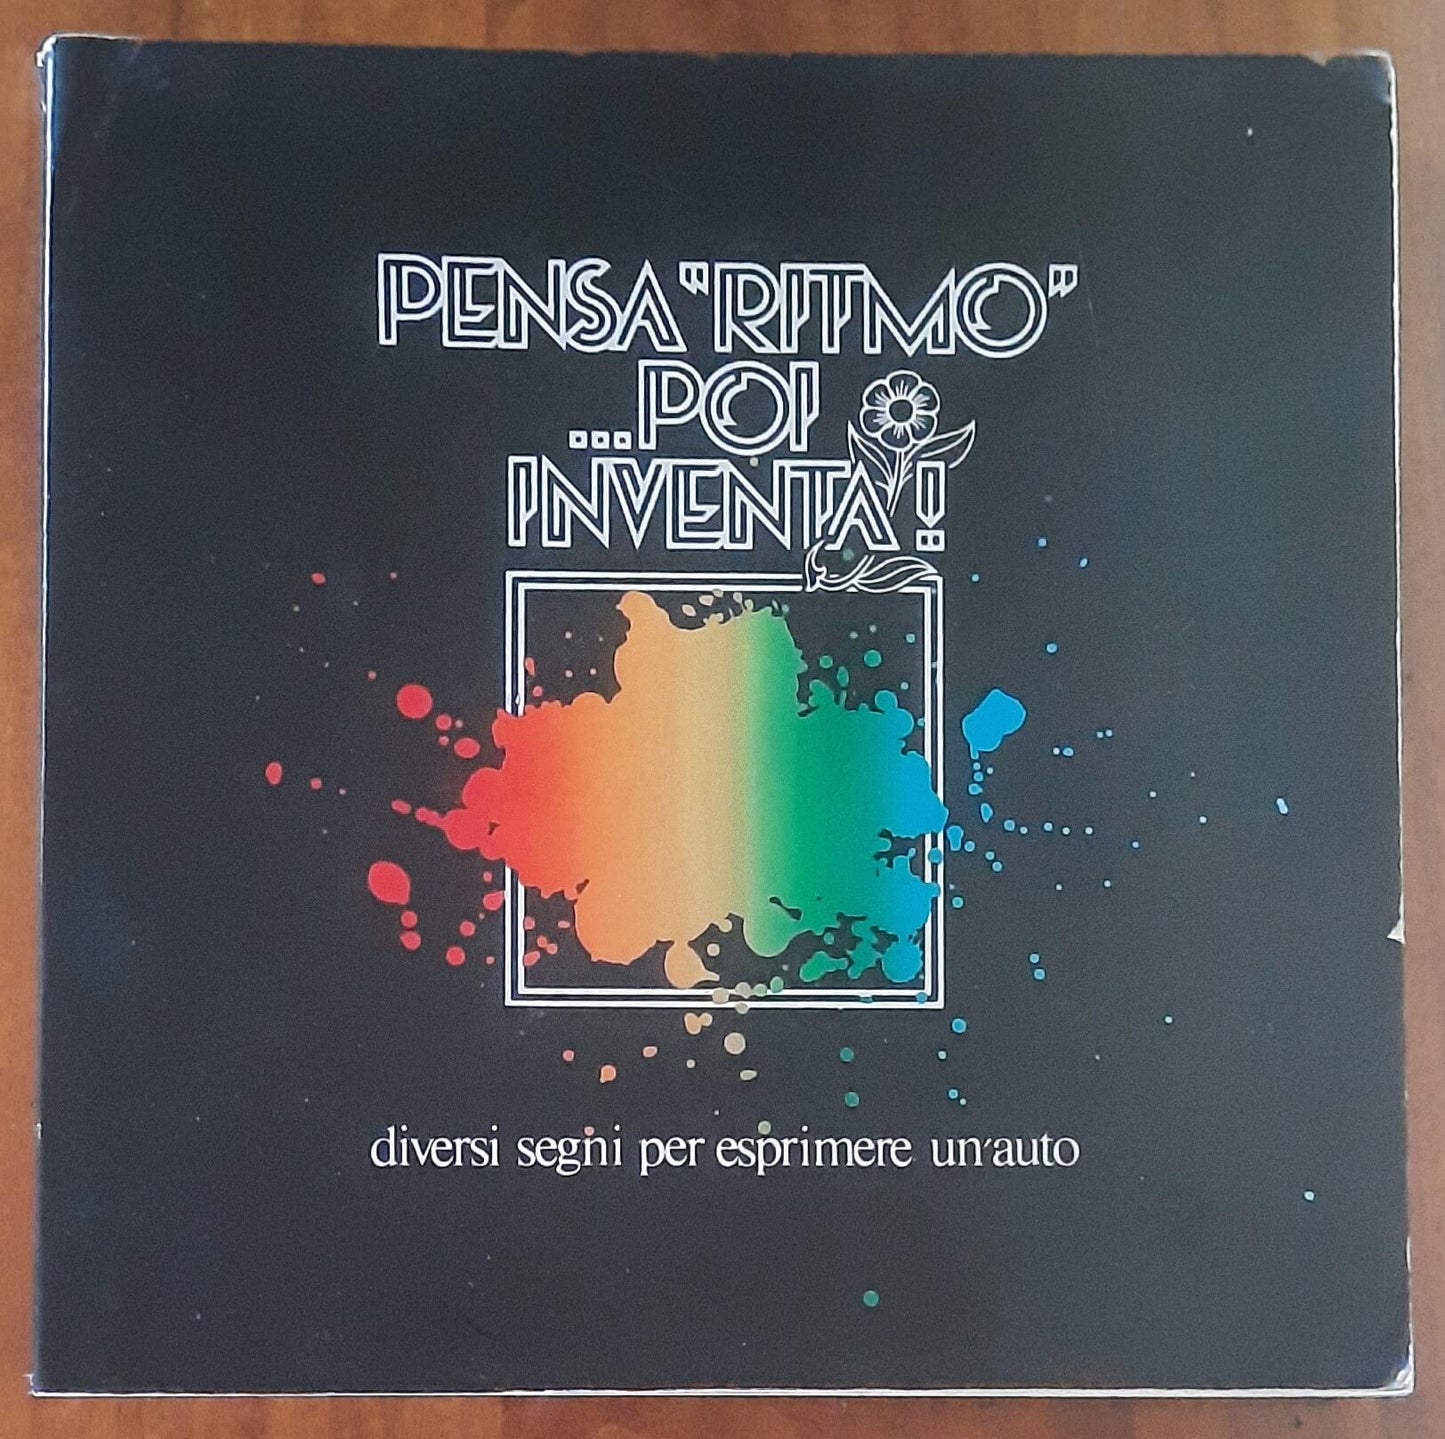 PENSA "RITMO"
...POI
INVENTA!
diversi segni per esprimere un'auto